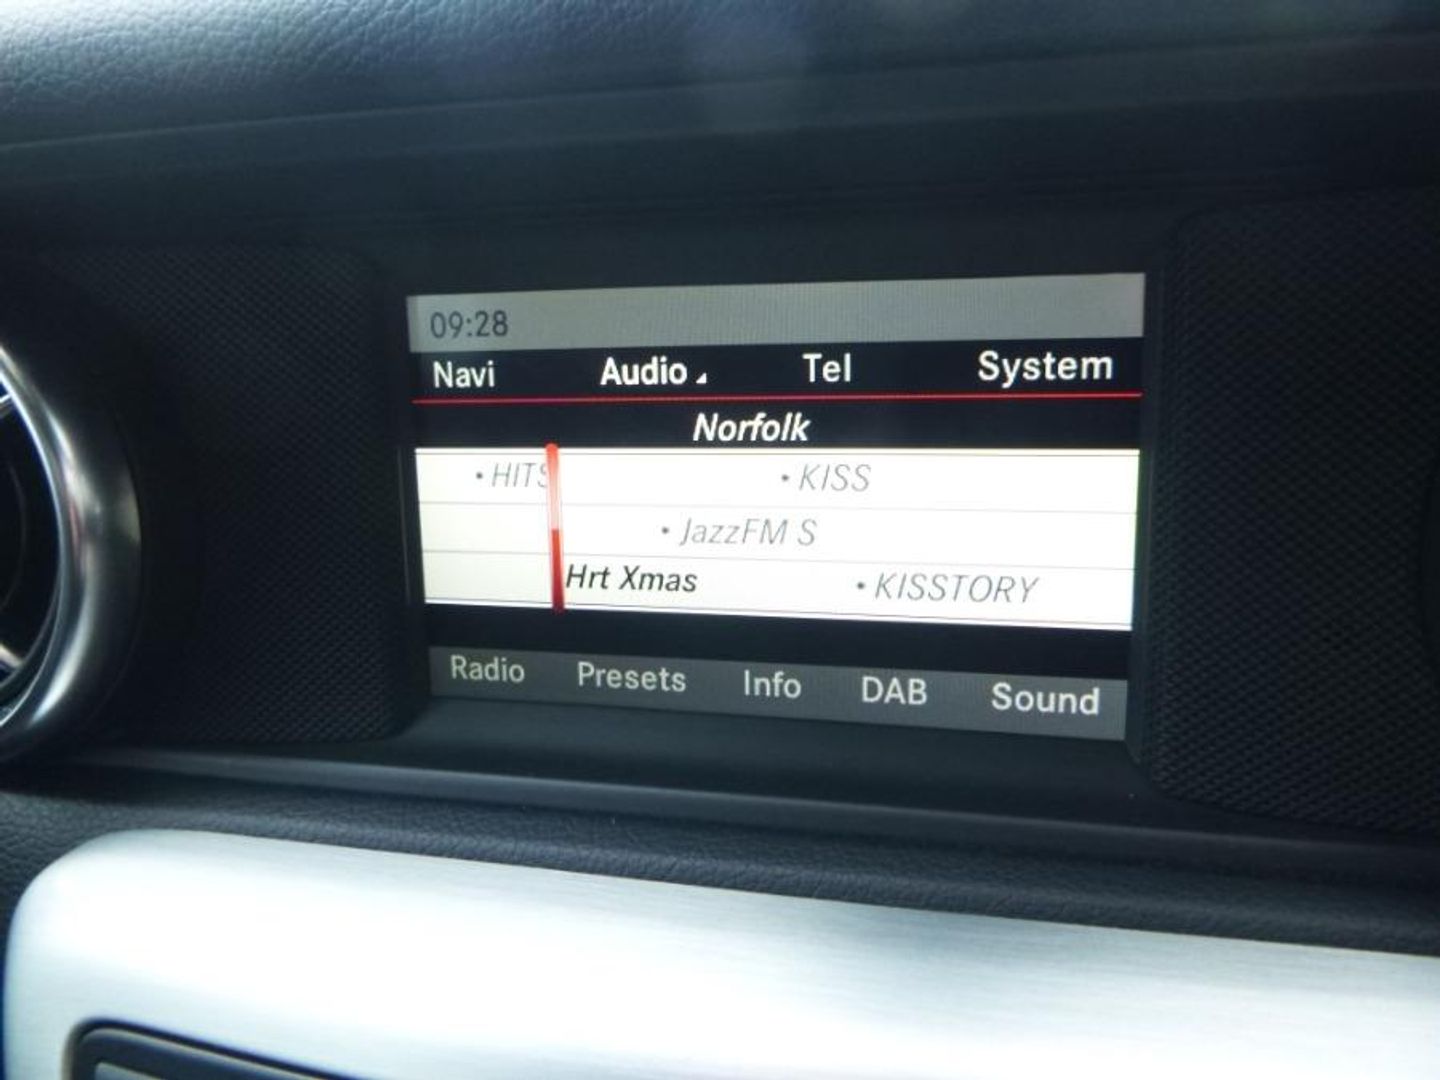 09:28
Navi Audio Tel System
Norfolk
• HITS • KISS
• JazzFM S
Hrt Xmas • KISSTORY
Radio Presets Info DAB Sound